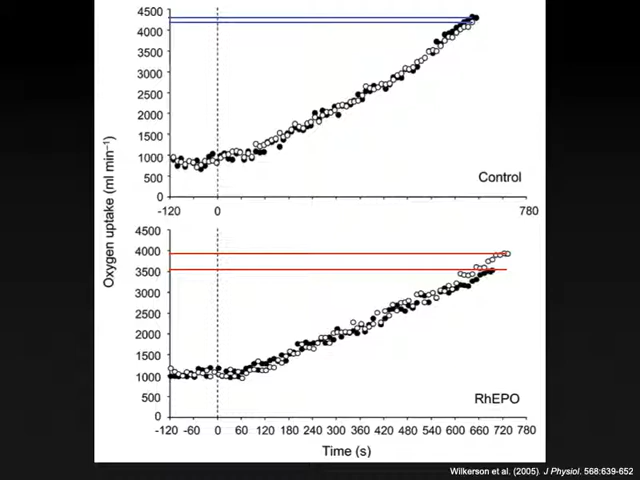 4500
4000
3500
3000
2500
2000
1500
1000
500
0
Control
-120 0 780
Oxygen uptake (ml min⁻¹)
4500
4000
3500
3000
2500
2000
1500
1000
500
0
RhEPO
-120 -60 0 60 120 180 240 300 360 420 480 540 600 660 720 780
Time (s)
Wilkerson et al. (2005). J Physiol. 568:639-652